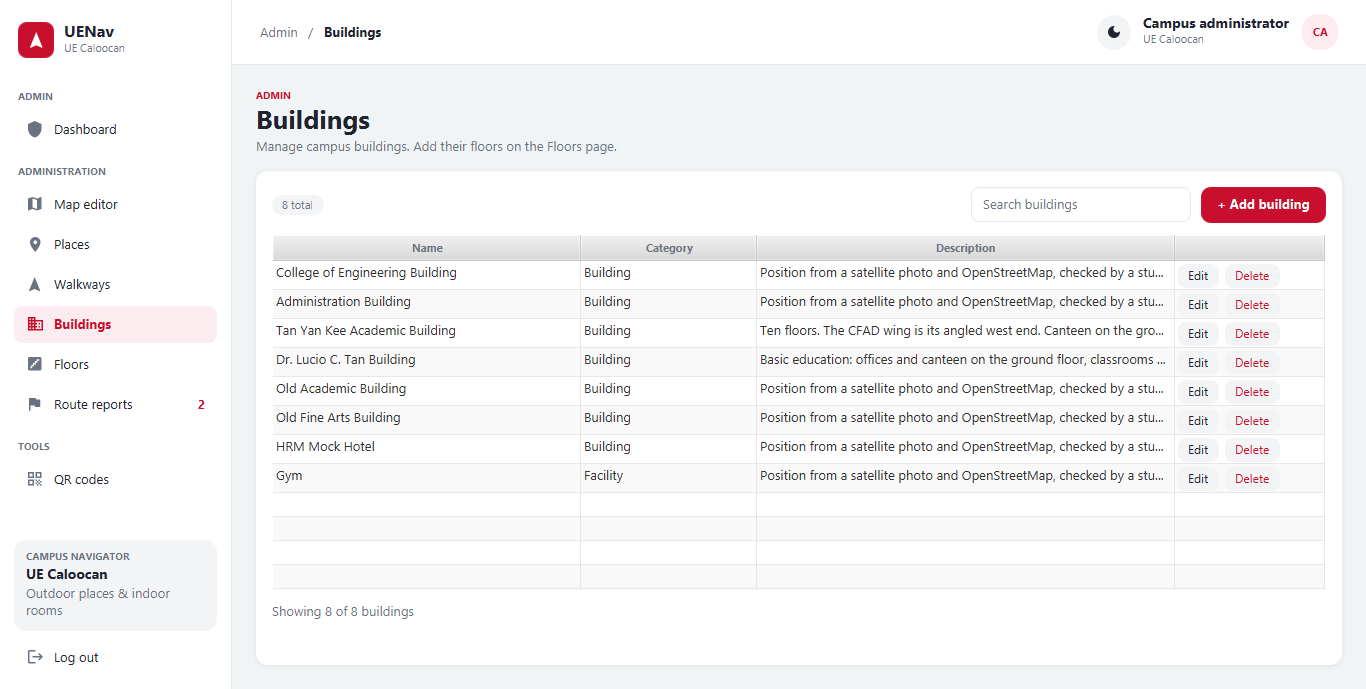 UENav
UE Caloocan
ADMIN
Dashboard
ADMINISTRATION
Map editor
Places
Walkways
Buildings
Floors
Route reports 2
TOOLS
QR codes
CAMPUS NAVIGATOR
UE Caloocan
Outdoor places & indoor
rooms
Log out
Admin / Buildings
Campus administrator
UE Caloocan
CA
ADMIN
Buildings
Manage campus buildings. Add their floors on the Floors page.
8 total
Search buildings
+ Add building
Name Category Description
College of Engineering Building Building Position from a satellite photo and OpenStreetMap, checked by a stu... Edit Delete
Administration Building Building Position from a satellite photo and OpenStreetMap, checked by a stu... Edit Delete
Tan Yan Kee Academic Building Building Ten floors. The CFAD wing is its angled west end. Canteen on the gro... Edit Delete
Dr. Lucio C. Tan Building Building Basic education: offices and canteen on the ground floor, classrooms ... Edit Delete
Old Academic Building Building Position from a satellite photo and OpenStreetMap, checked by a stu... Edit Delete
Old Fine Arts Building Building Position from a satellite photo and OpenStreetMap, checked by a stu... Edit Delete
HRM Mock Hotel Building Position from a satellite photo and OpenStreetMap, checked by a stu... Edit Delete
Gym Facility Position from a satellite photo and OpenStreetMap, checked by a stu... Edit Delete
Showing 8 of 8 buildings